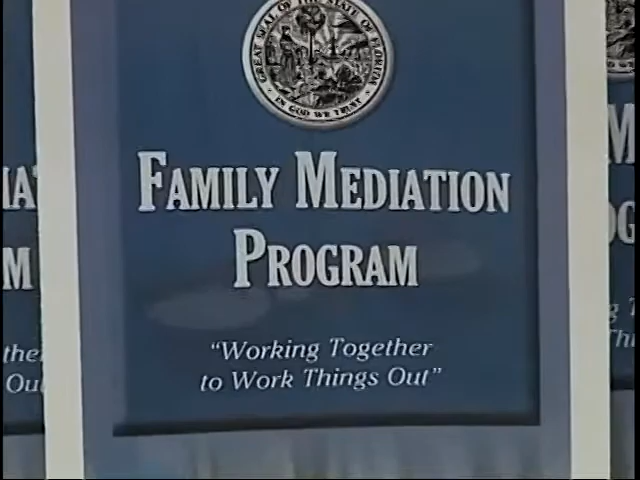 GREAT SEAL OF THE STATE OF FLORIDA
IN GOD WE TRUST
FAMILY MEDIATION
PROGRAM
"Working Together
to Work Things Out"